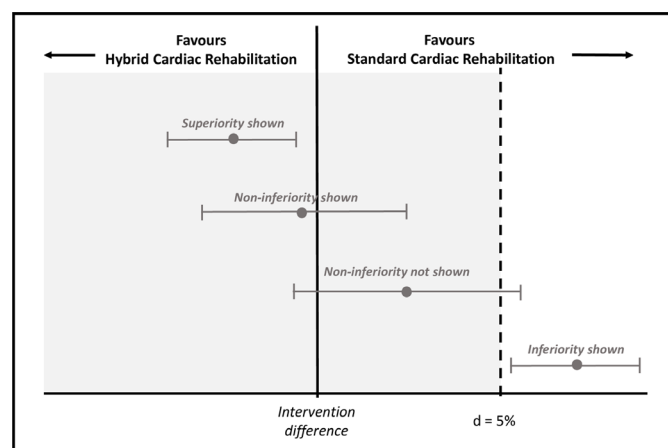 Favours
Hybrid Cardiac Rehabilitation
Favours
Standard Cardiac Rehabilitation
Superiority shown
Non-inferiority shown
Non-inferiority not shown
Inferiority shown
Intervention
difference
d = 5%